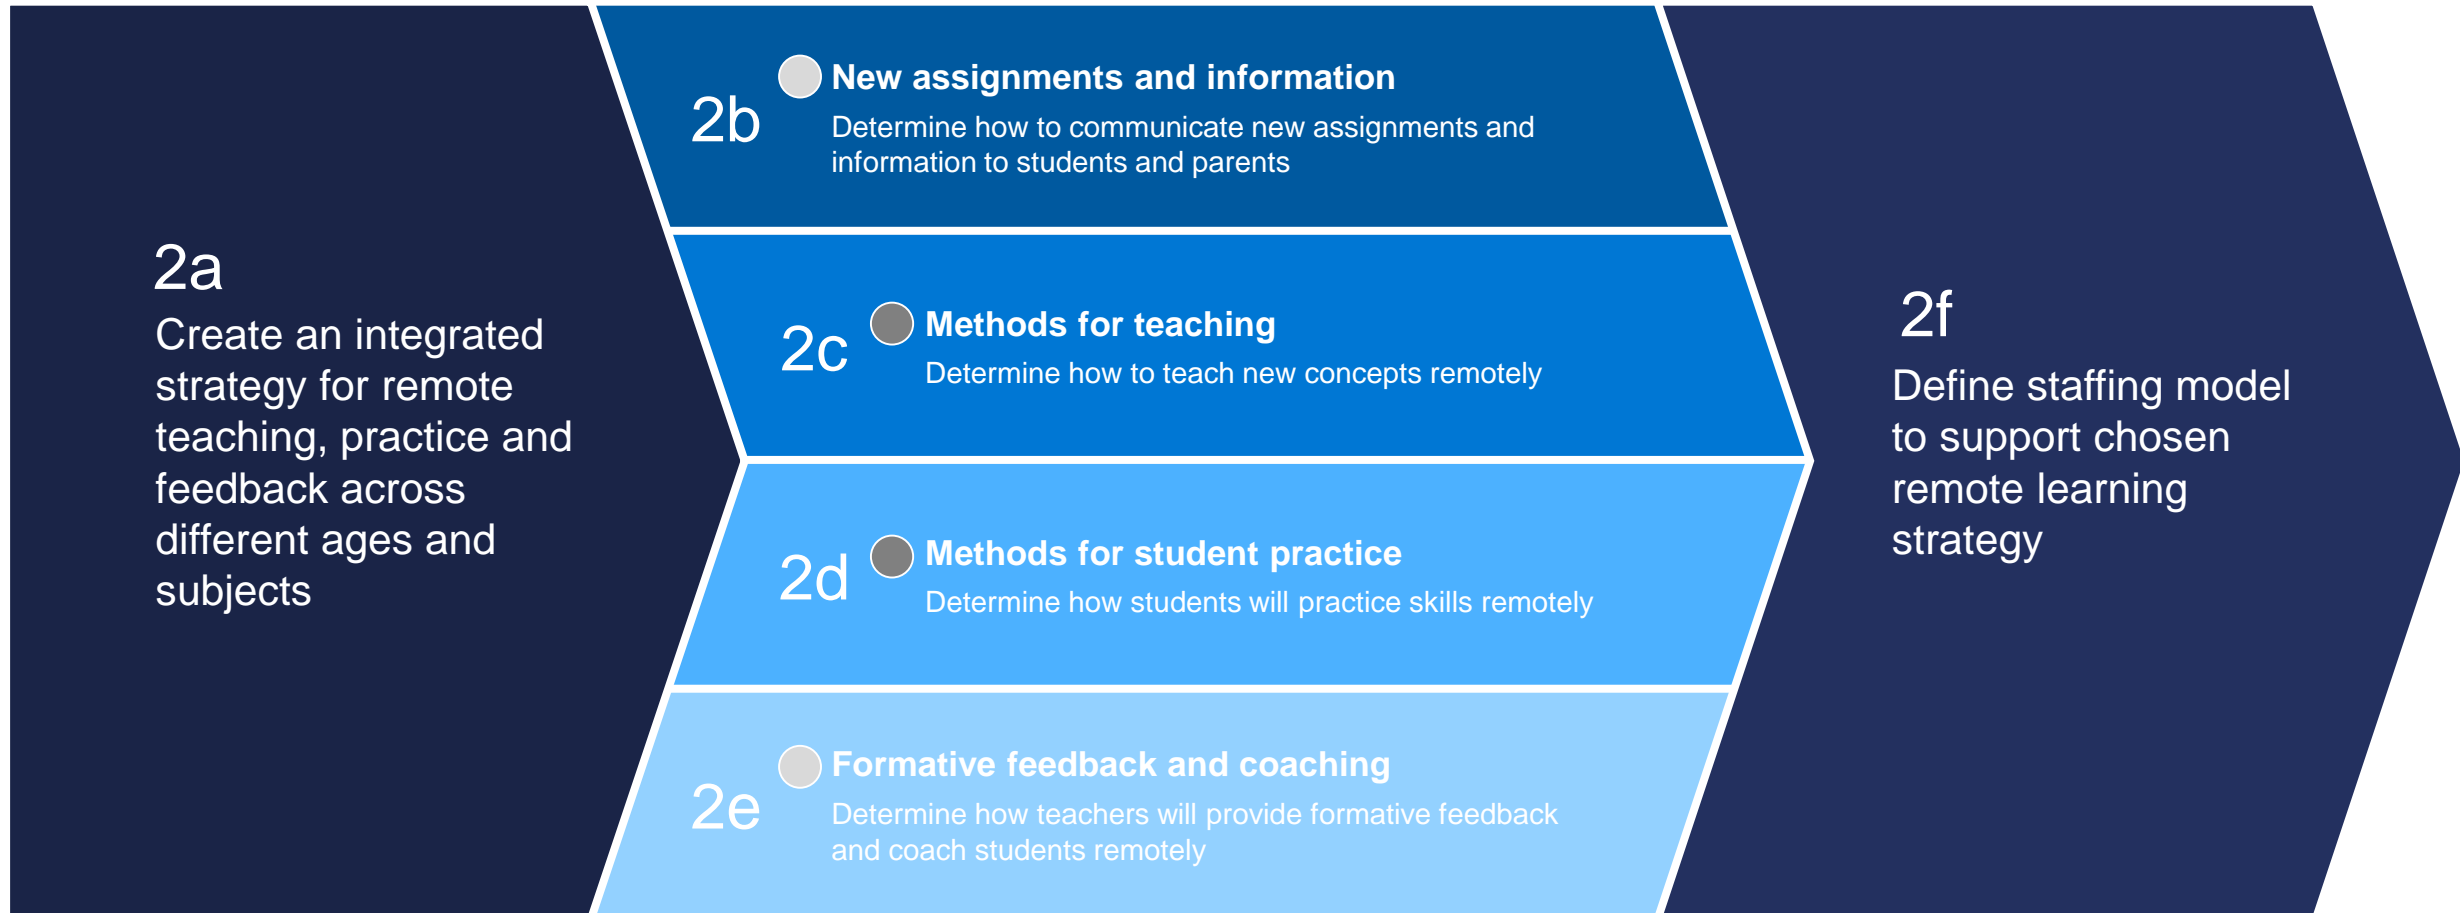 2a
Create an integrated
strategy for remote
teaching, practice and
feedback across
different ages and
subjects
2b
New assignments and information
Determine how to communicate new assignments and
information to students and parents
2c
Methods for teaching
Determine how to teach new concepts remotely
2d
Methods for student practice
Determine how students will practice skills remotely
2e
Formative feedback and coaching
Determine how teachers will provide formative feedback
and coach students remotely
2f
Define staffing model
to support chosen
remote learning
strategy